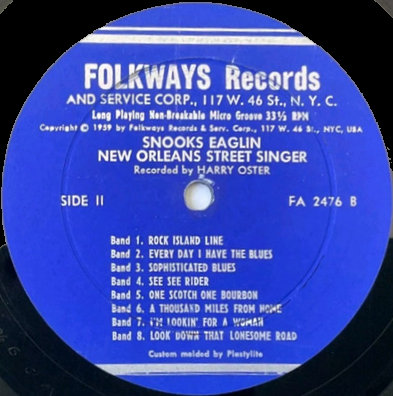 FOLKWAYS Records
AND SERVICE CORP., 117 W. 46 St., N. Y. C.
Long Playing Non-Breakable Micro Groove 33⅓ RPM
Copyright © 1959 by Folkways Records & Serv. Corp., 117 W. 46 St., NYC, USA
SNOOKS EAGLIN
NEW ORLEANS STREET SINGER
Recorded by HARRY OSTER
SIDE II FA 2476 B
Band 1. ROCK ISLAND LINE
Band 2. EVERY DAY I HAVE THE BLUES
Band 3. SOPHISTICATED BLUES
Band 4. SEE SEE RIDER
Band 5. ONE SCOTCH ONE BOURBON
Band 6. A THOUSAND MILES FROM HOME
Band 7. I'M LOOKIN' FOR A WOMAN
Band 8. LOOK DOWN THAT LONESOME ROAD
Custom molded by Plastylite